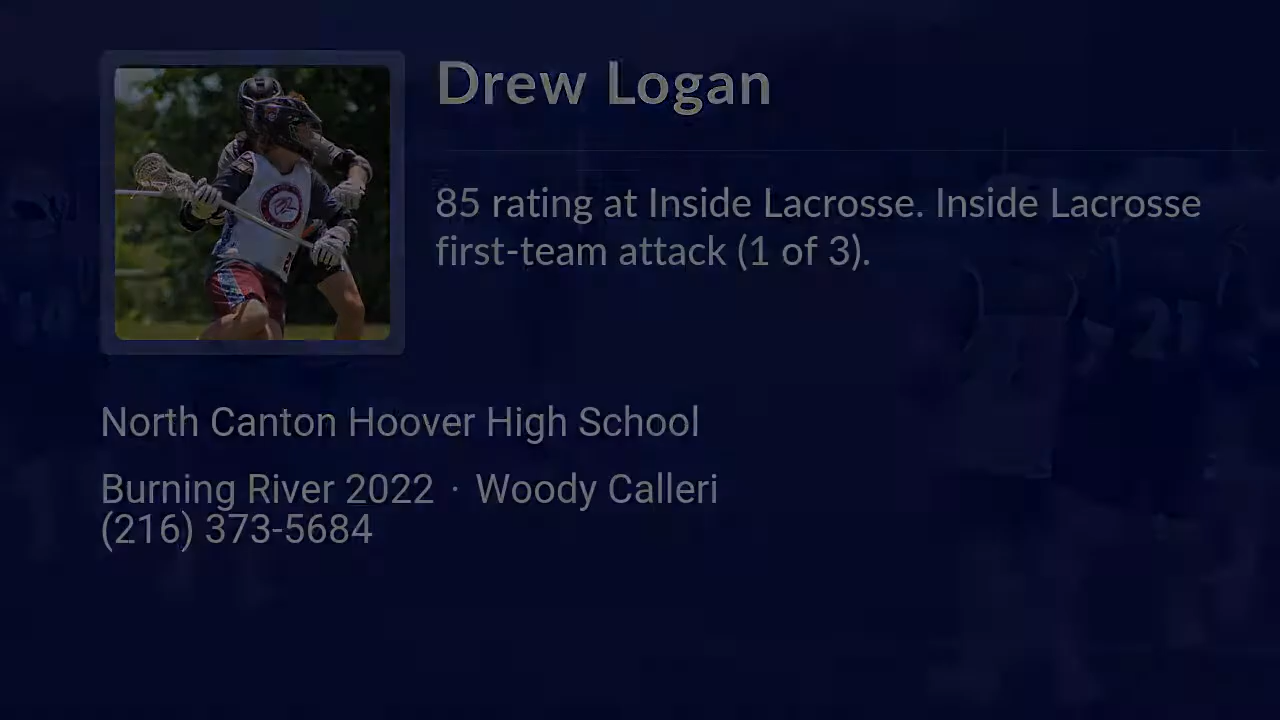 Drew Logan
85 rating at Inside Lacrosse. Inside Lacrosse
first-team attack (1 of 3).
North Canton Hoover High School
Burning River 2022 · Woody Calleri
(216) 373-5684